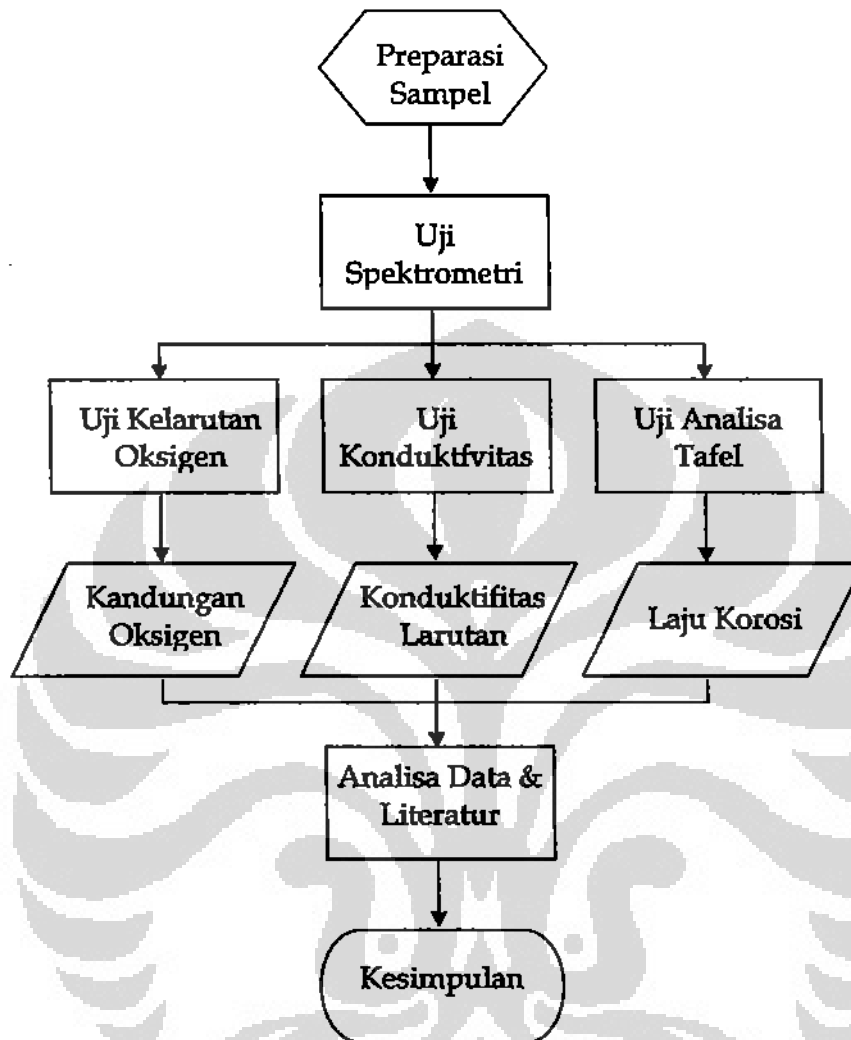 Preparasi
Sampel
Uji
Spektrometri
Uji Kelarutan
Oksigen
Uji
Konduktfvitas
Uji Analisa
Tafel
Kandungan
Oksigen
Konduktifitas
Larutan
Laju Korosi
Analisa Data &
Literatur
Kesimpulan